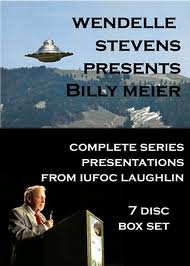 WENDELLE
STEVENS
PRESENTS
BILLY MEIER
COMPLETE SERIES
PRESENTATIONS
FROM IUFOC LAUGHLIN
7 DISC
BOX SET